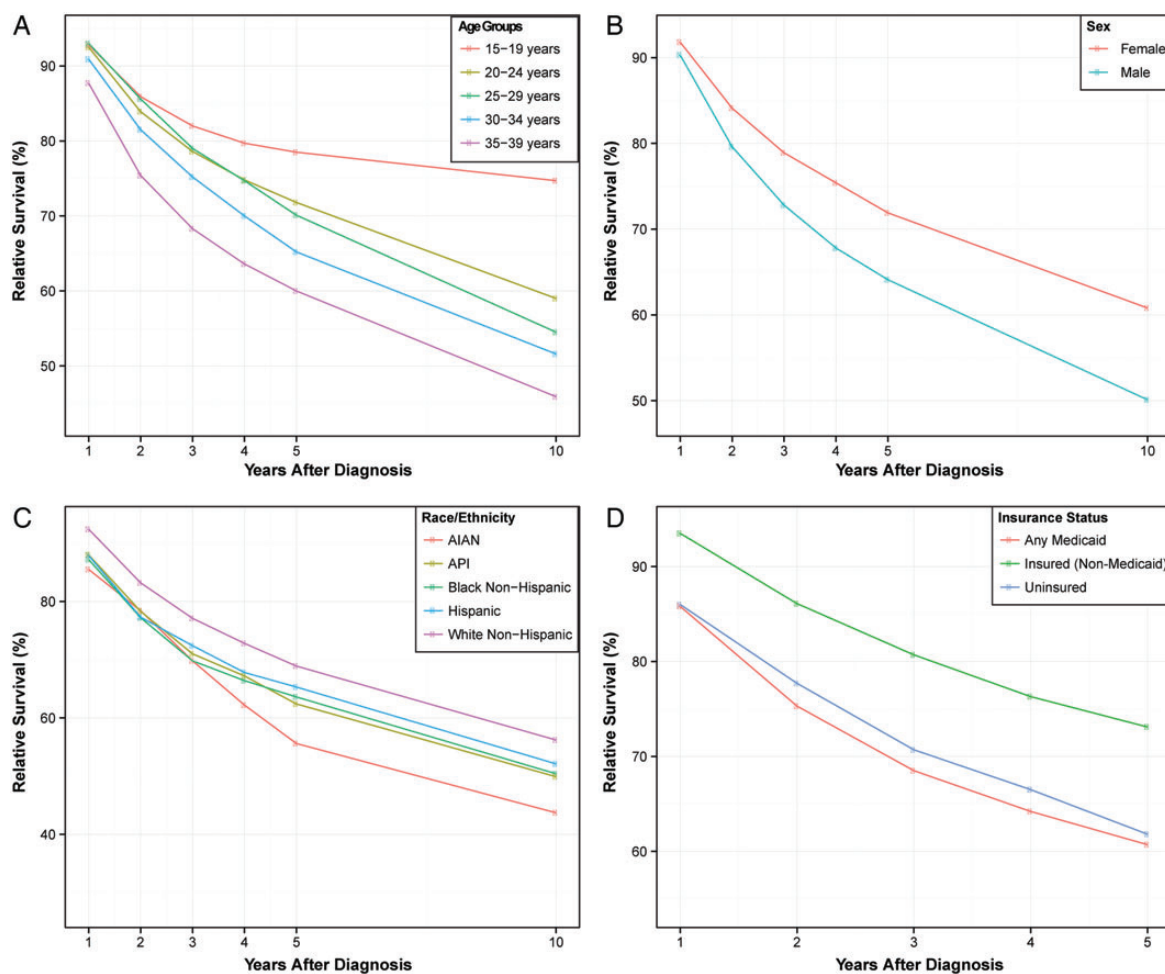 A
Age Groups
15−19 years
20−24 years
25−29 years
30−34 years
35−39 years
90
80
70
60
50
Relative Survival (%)
1 2 3 4 5 10
Years After Diagnosis
B
Sex
Female
Male
90
80
70
60
50
Relative Survival (%)
1 2 3 4 5 10
Years After Diagnosis
C
Race/Ethnicity
AIAN
API
Black Non−Hispanic
Hispanic
White Non−Hispanic
80
60
40
Relative Survival (%)
1 2 3 4 5 10
Years After Diagnosis
D
Insurance Status
Any Medicaid
Insured (Non−Medicaid)
Uninsured
90
80
70
60
Relative Survival (%)
1 2 3 4 5
Years After Diagnosis